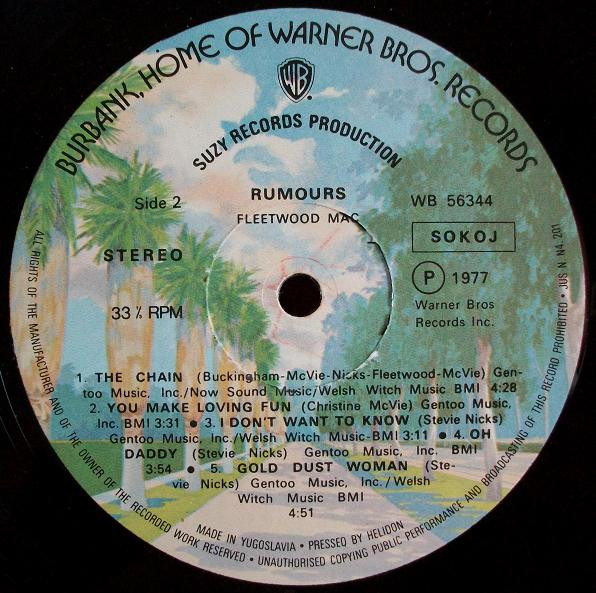 BURBANK, HOME OF WARNER BROS. RECORDS
WB
SUZY RECORDS PRODUCTION
Side 2
RUMOURS
WB 56344
FLEETWOOD MAC
STEREO
SOKOJ
P 1977
33⅓ RPM
Warner Bros
Records Inc.
1. THE CHAIN (Buckingham-McVie-Nicks-Fleetwood-McVie) Gen-
too Music, Inc./Now Sound Music/Welsh Witch Music BMI 4:28
2. YOU MAKE LOVING FUN (Christine McVie) Gentoo Music,
Inc. BMI 3:31 • 3. I DON'T WANT TO KNOW (Stevie Nicks)
Gentoo Music, Inc./Welsh Witch Music-BMI 3:11 • 4. OH
DADDY (Stevie Nicks) Gentoo Music, Inc. BMI
3:54 • 5. GOLD DUST WOMAN (Ste-
vie Nicks) Gentoo Music, Inc./Welsh
Witch Music BMI
4:51
MADE IN YUGOSLAVIA • PRESSED BY HELIDON
ALL RIGHTS OF THE MANUFACTURER AND OF THE OWNER OF THE RECORDED WORK RESERVED • UNAUTHORISED COPYING PUBLIC PERFORMANCE AND BROADCASTING OF THIS RECORD PROHIBITED • JUS N. N4. 201